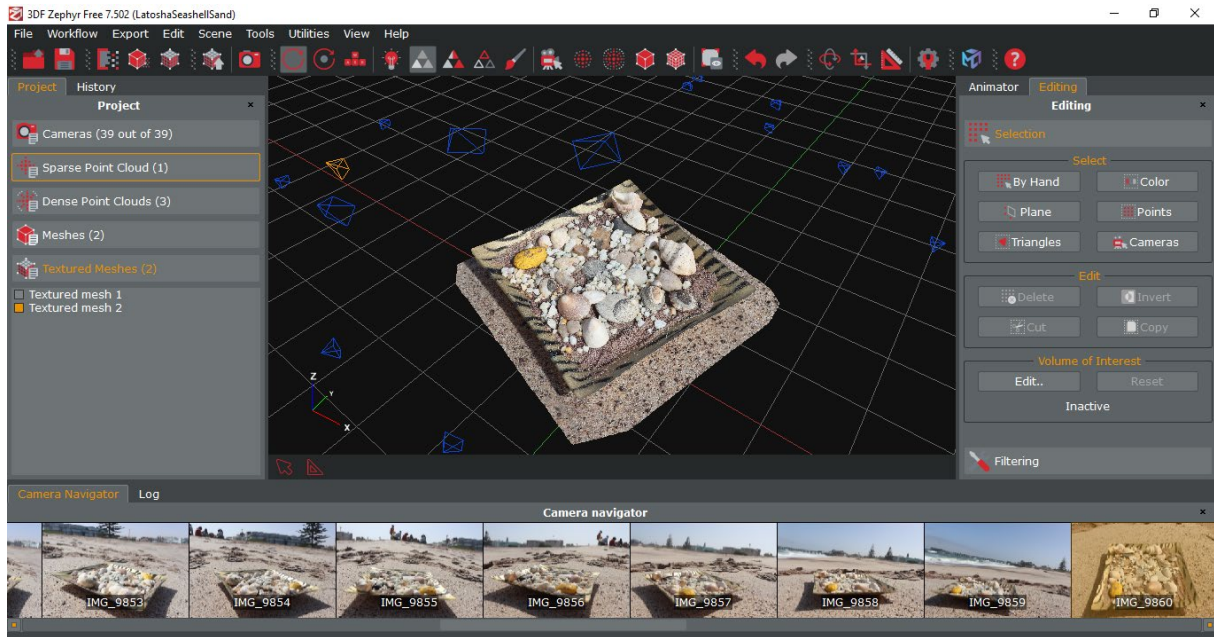 3DF Zephyr Free 7.502 (LatoshaSeashellSand)
File Workflow Export Edit Scene Tools Utilities View Help
Project History
Project
Cameras (39 out of 39)
Sparse Point Cloud (1)
Dense Point Clouds (3)
Meshes (2)
Textured Meshes (2)
Textured mesh 1
Textured mesh 2
Z
Y
X
Animator Editing
Editing
Selection
Select
By Hand Color
Plane Points
Triangles Cameras
Edit
Delete Invert
Cut Copy
Volume of Interest
Edit.. Reset
Inactive
Filtering
Camera Navigator Log
Camera navigator
IMG_9853 IMG_9854 IMG_9855 IMG_9856 IMG_9857 IMG_9858 IMG_9859 IMG_9860